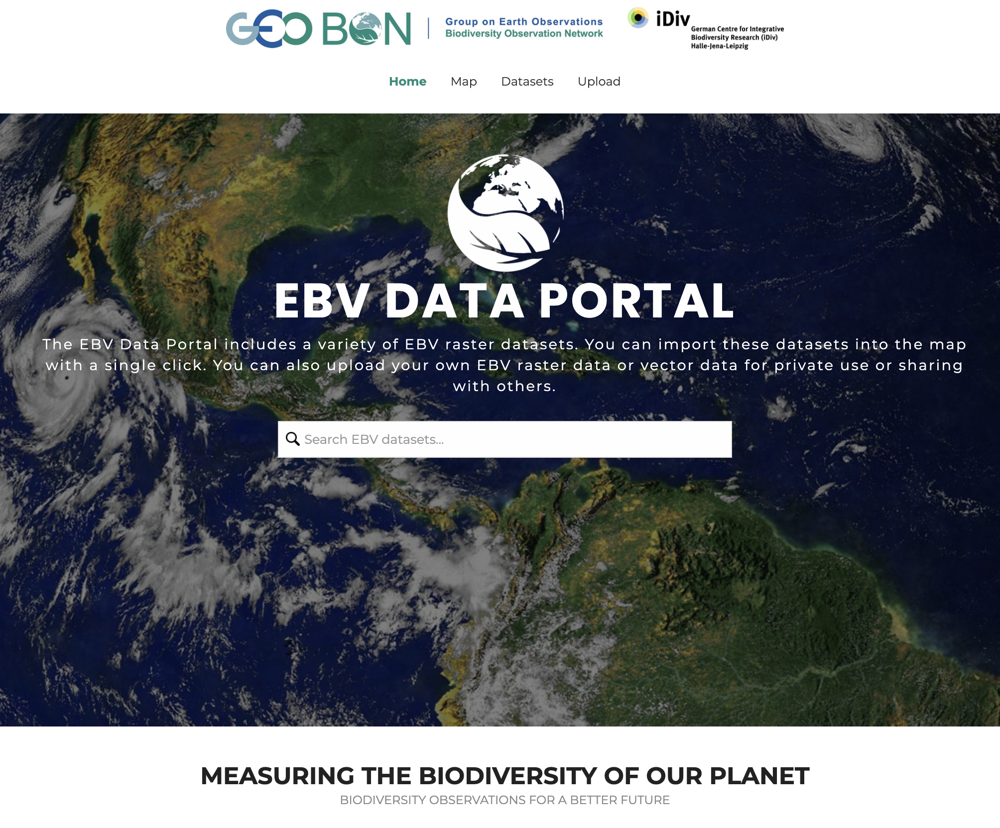 GEO BON
Group on Earth Observations
Biodiversity Observation Network
iDiv
German Centre for Integrative
Biodiversity Research (iDiv)
Halle-Jena-Leipzig
Home Map Datasets Upload
EBV DATA PORTAL
The EBV Data Portal includes a variety of EBV raster datasets. You can import these datasets into the map
with a single click. You can also upload your own EBV raster data or vector data for private use or sharing
with others.
Search EBV datasets...
MEASURING THE BIODIVERSITY OF OUR PLANET
BIODIVERSITY OBSERVATIONS FOR A BETTER FUTURE